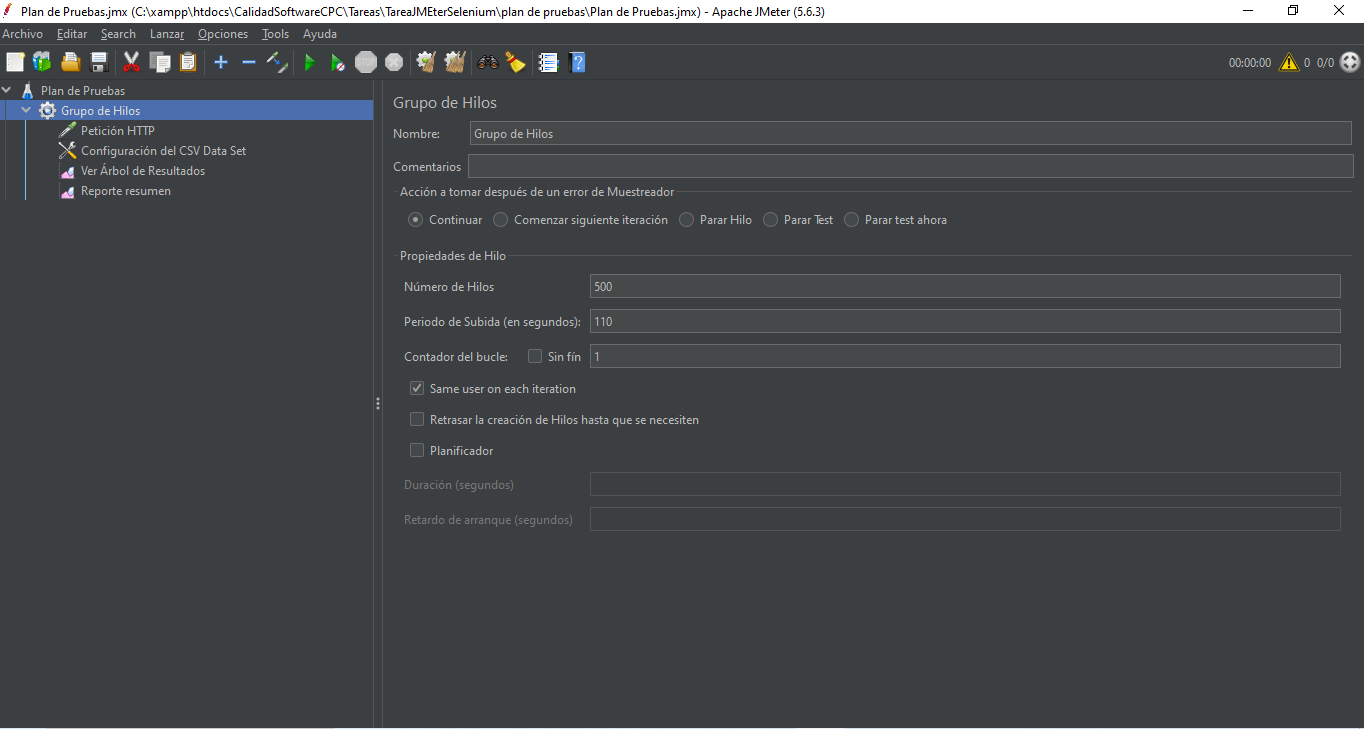 Plan de Pruebas.jmx (C:\xampp\htdocs\CalidadSoftwareCPC\Tareas\TareaJMEterSelenium\plan de pruebas\Plan de Pruebas.jmx) - Apache JMeter (5.6.3)
Archivo Editar Search Lanzar Opciones Tools Ayuda
STOP 00:00:00 0 0/0
Plan de Pruebas
Grupo de Hilos
Petición HTTP
Configuración del CSV Data Set
Ver Árbol de Resultados
Reporte resumen
Grupo de Hilos
Nombre: Grupo de Hilos
Comentarios
Acción a tomar después de un error de Muestreador
Continuar Comenzar siguiente iteración Parar Hilo Parar Test Parar test ahora
Propiedades de Hilo
Número de Hilos 500
Periodo de Subida (en segundos): 110
Contador del bucle: Sin fín 1
Same user on each iteration
Retrasar la creación de Hilos hasta que se necesiten
Planificador
Duración (segundos)
Retardo de arranque (segundos)